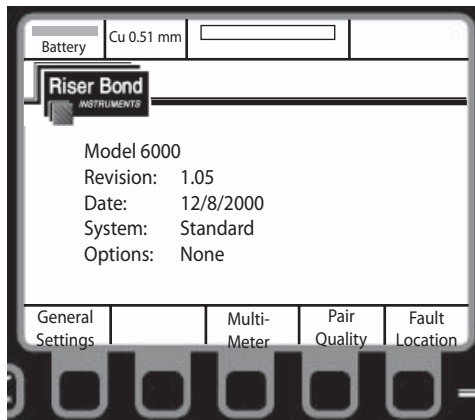 Battery
Cu 0.51 mm
Riser Bond
INSTRUMENTS
Model 6000
Revision: 1.05
Date: 12/8/2000
System: Standard
Options: None
General Settings
Multi-Meter
Pair Quality
Fault Location